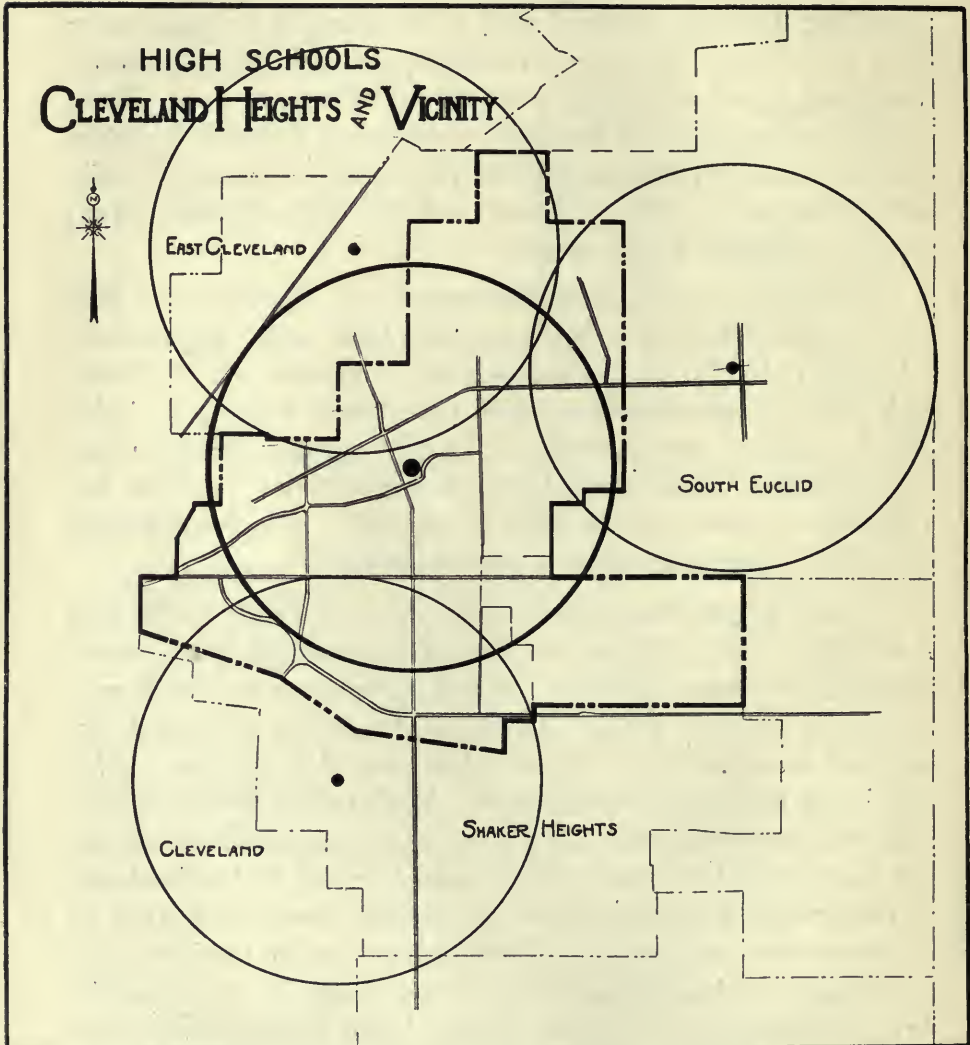 HIGH SCHOOLS
CLEVELAND HEIGHTS AND VICINITY
N
EAST CLEVELAND
SOUTH EUCLID
SHAKER HEIGHTS
CLEVELAND